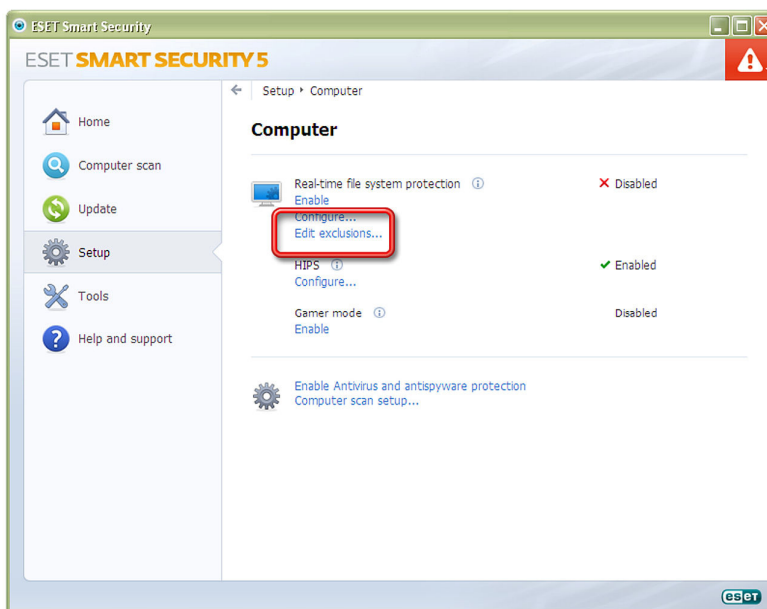 ESET Smart Security
ESET SMART SECURITY 5
Setup Computer
Home
Computer scan
Update
Setup
Tools
Help and support
Computer
Real-time file system protection Disabled
Enable
Configure...
Edit exclusions...
HIPS Enabled
Configure...
Gamer mode Disabled
Enable
Enable Antivirus and antispyware protection
Computer scan setup...
eset